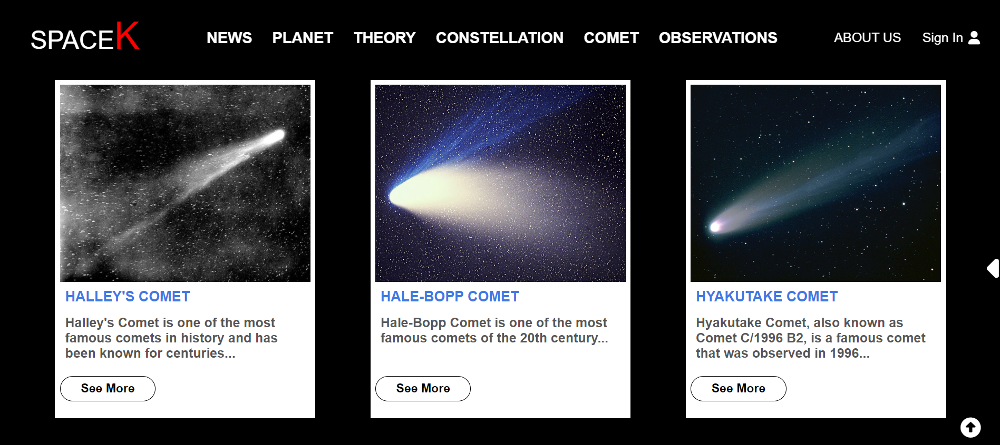 SPACEK
NEWS PLANET THEORY CONSTELLATION COMET OBSERVATIONS
ABOUT US Sign In
HALLEY'S COMET
Halley's Comet is one of the most
famous comets in history and has
been known for centuries...
See More
HALE-BOPP COMET
Hale-Bopp Comet is one of the most
famous comets of the 20th century...
See More
HYAKUTAKE COMET
Hyakutake Comet, also known as
Comet C/1996 B2, is a famous comet
that was observed in 1996...
See More